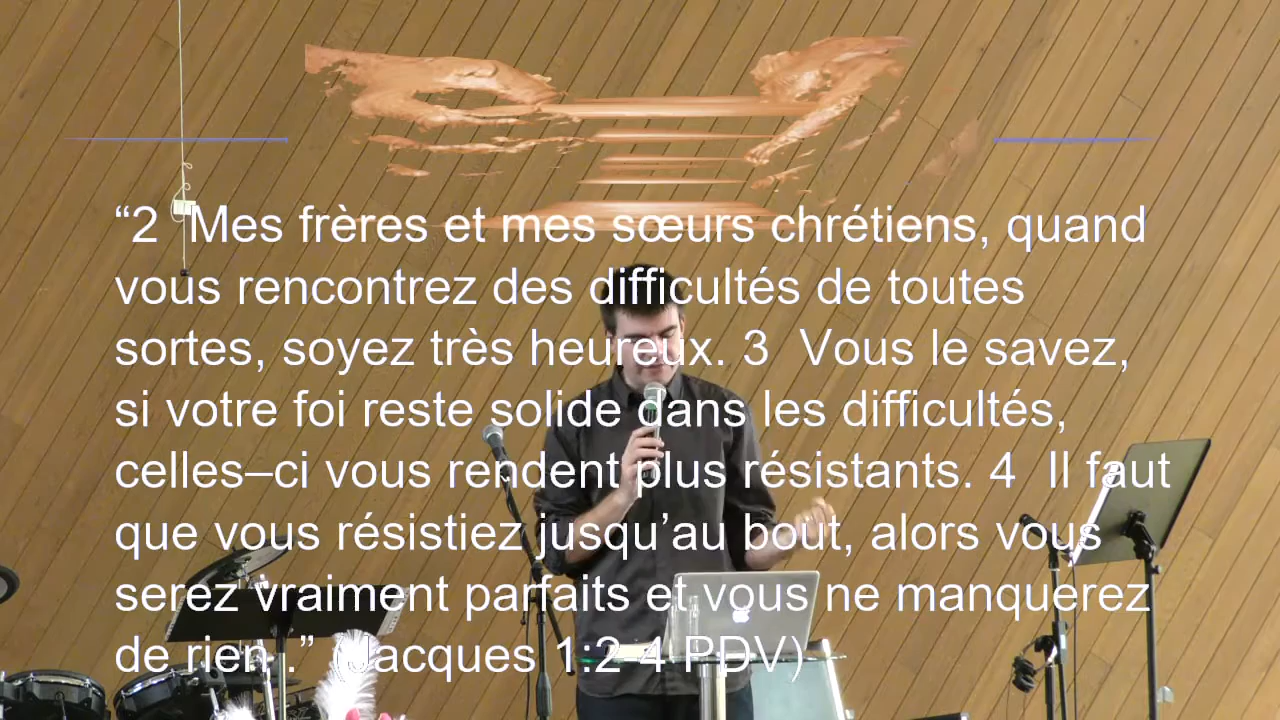 “2 Mes frères et mes sœurs chrétiens, quand
vous rencontrez des difficultés de toutes
sortes, soyez très heureux. 3 Vous le savez,
si votre foi reste solide dans les difficultés,
celles–ci vous rendent plus résistants. 4 Il faut
que vous résistiez jusqu’au bout, alors vous
serez vraiment parfaits et vous ne manquerez
de rien .” (Jacques 1:2-4 PDV)